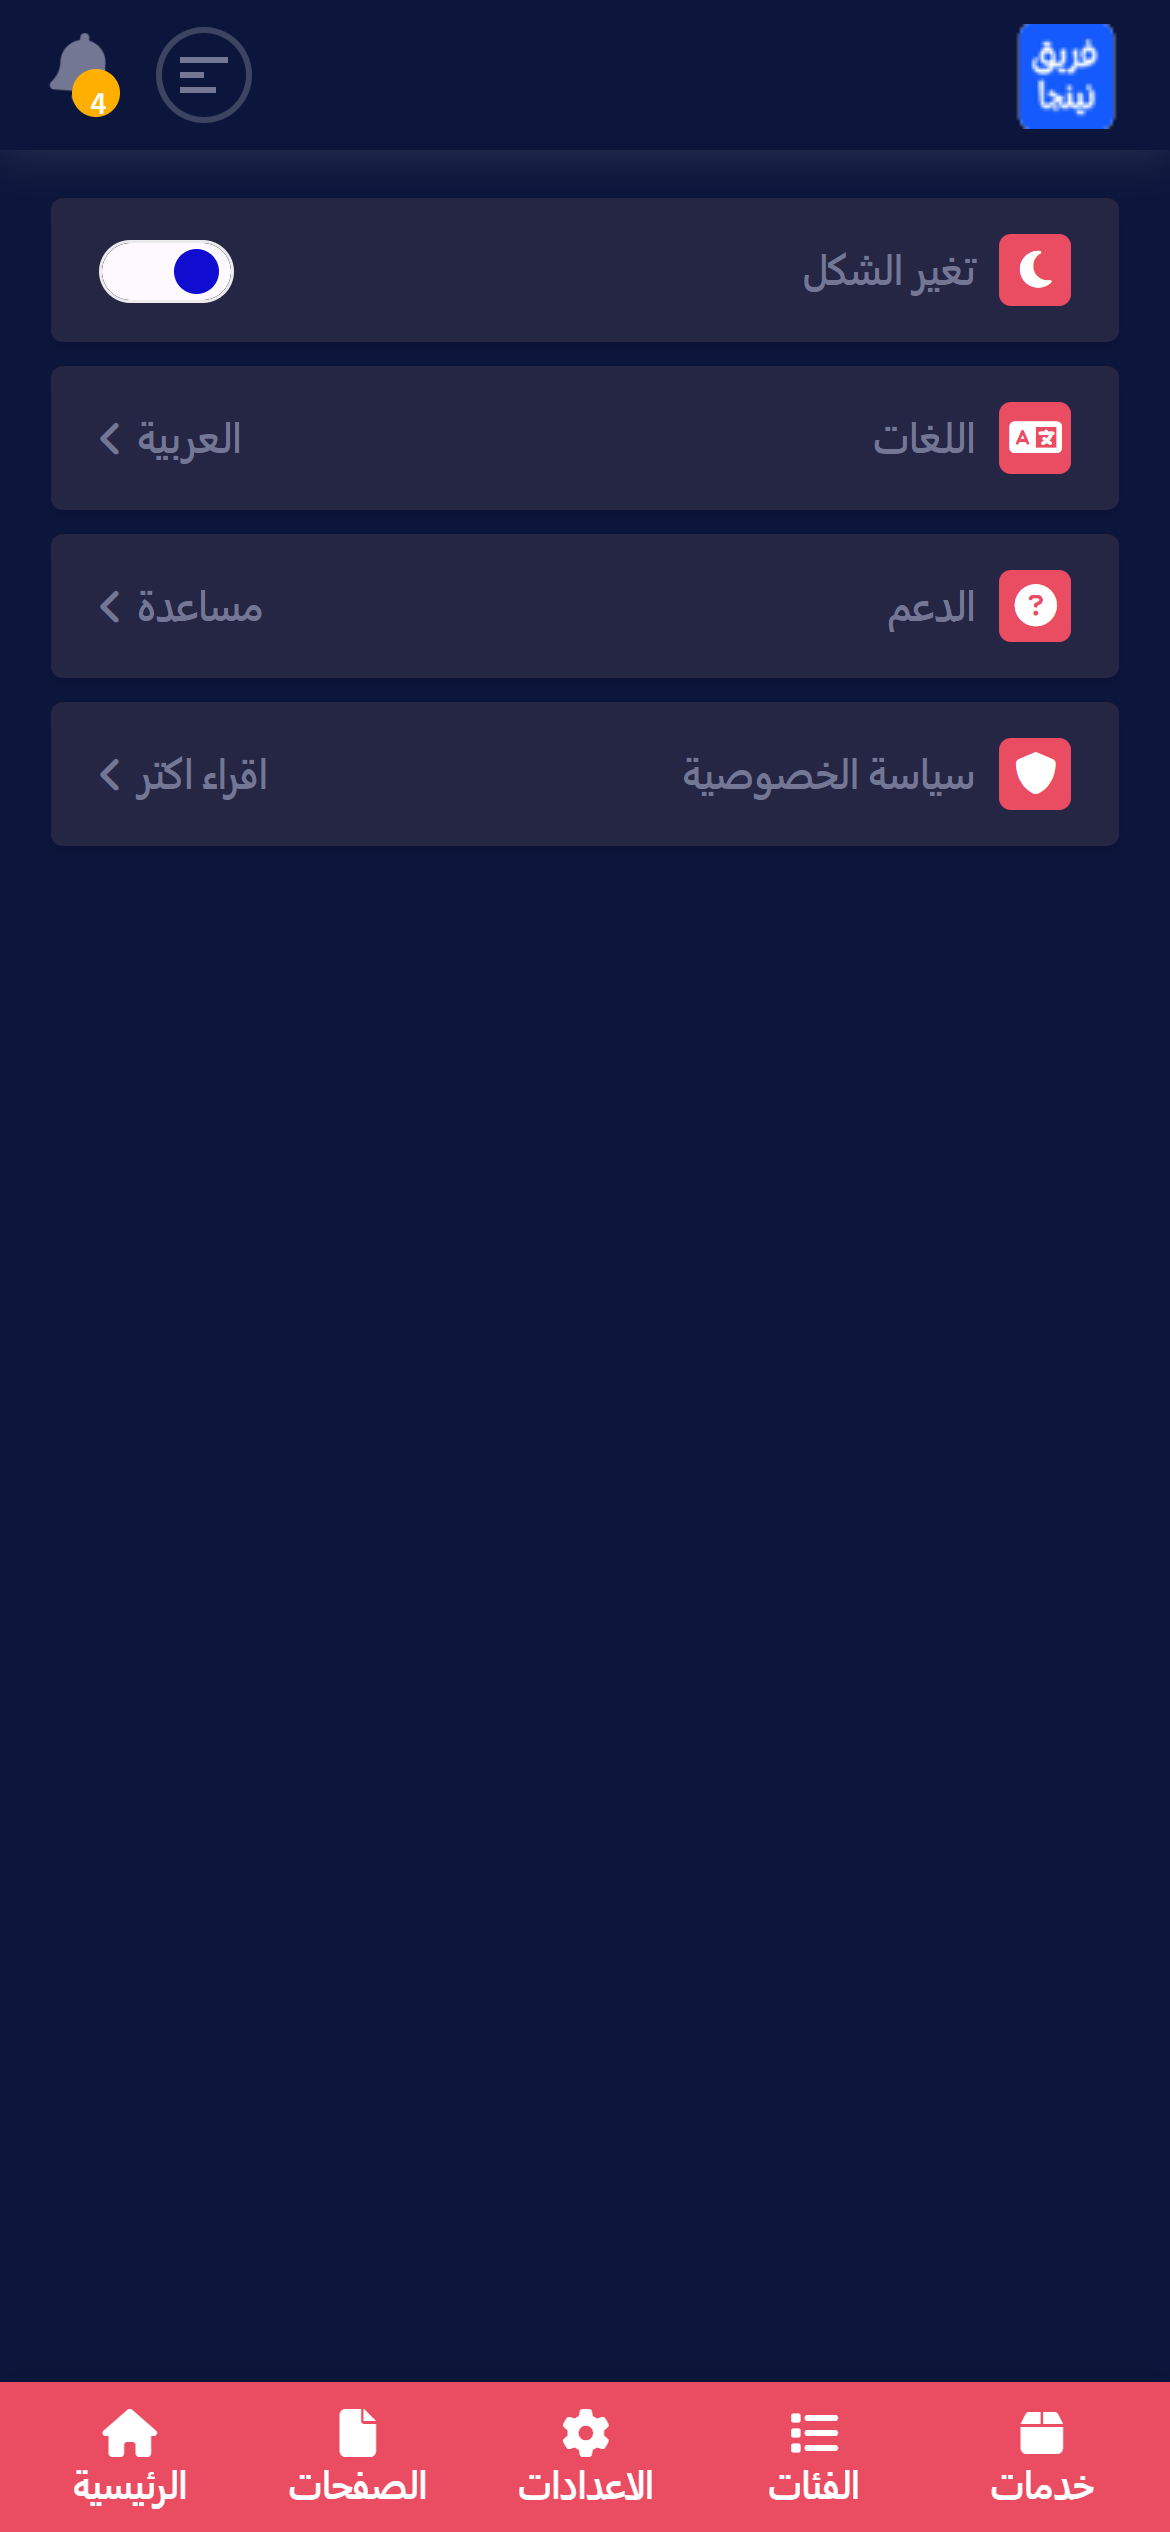 فريق
نينجا
4
تغير الشكل
اللغات
العربية
الدعم
مساعدة
سياسة الخصوصية
اقراء اكتر
خدمات
الفئات
الاعدادات
الصفحات
الرئيسية